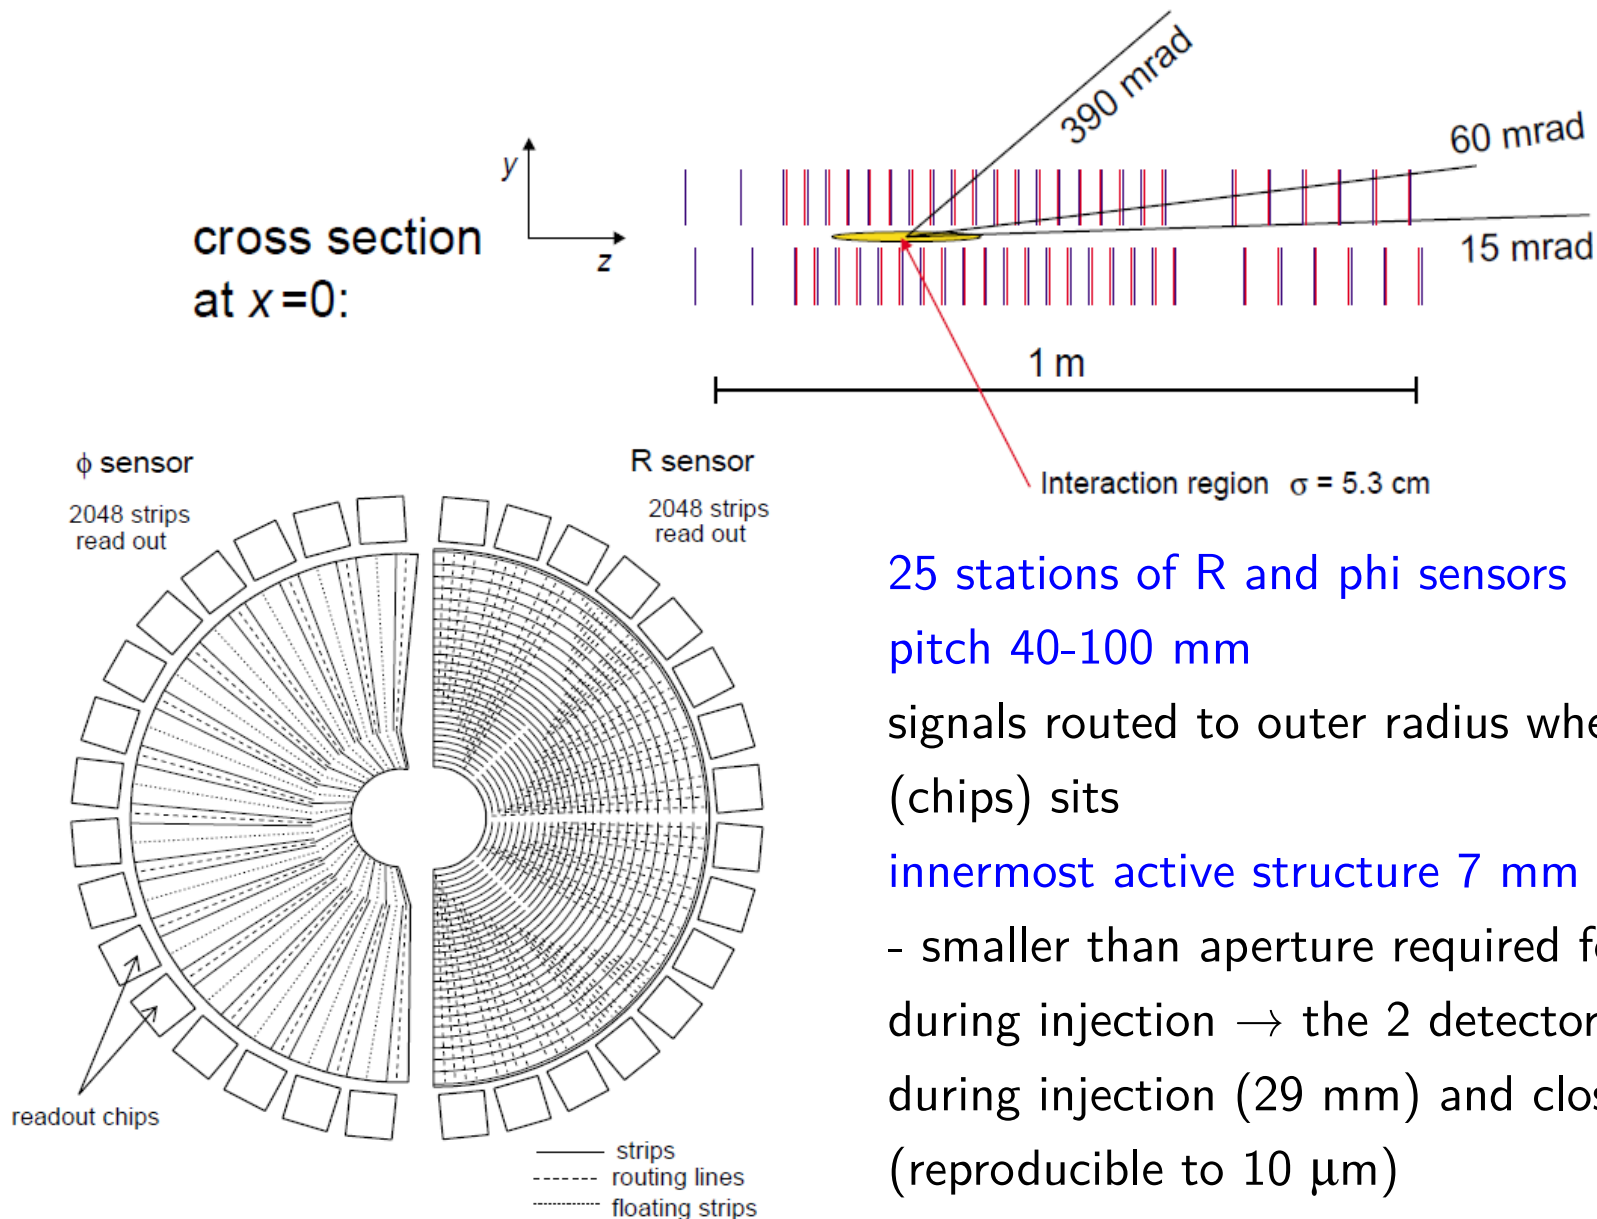 390 mrad
60 mrad
y
cross section
z
15 mrad
at x=0:
1 m
Interaction region σ = 5.3 cm
ϕ sensor
2048 strips
read out
R sensor
2048 strips
read out
readout chips
strips
routing lines
floating strips
25 stations of R and phi sensors
pitch 40-100 mm
signals routed to outer radius
(chips) sits
innermost active structure 7 mm
- smaller than aperture required
during injection → the 2 detector
during injection (29 mm) and
(reproducible to 10 μm)